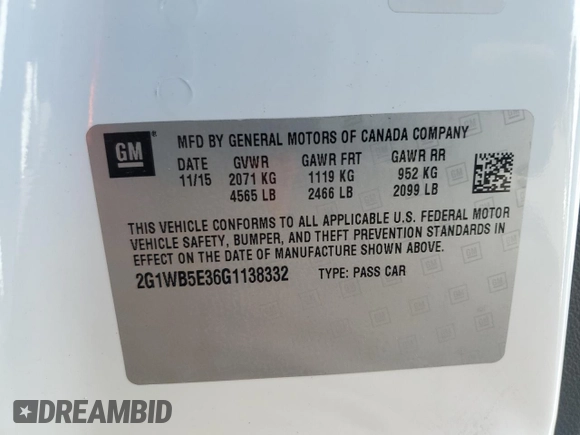 GM
MFD BY GENERAL MOTORS OF CANADA COMPANY
DATE GVWR GAWR FRT GAWR RR
11/15 2071 KG 1119 KG 952 KG
4565 LB 2466 LB 2099 LB
THIS VEHICLE CONFORMS TO ALL APPLICABLE U.S. FEDERAL MOTOR
VEHICLE SAFETY, BUMPER, AND THEFT PREVENTION STANDARDS IN
EFFECT ON THE DATE OF MANUFACTURE SHOWN ABOVE.
2G1WB5E36G1138332 TYPE: PASS CAR
DREAMBID